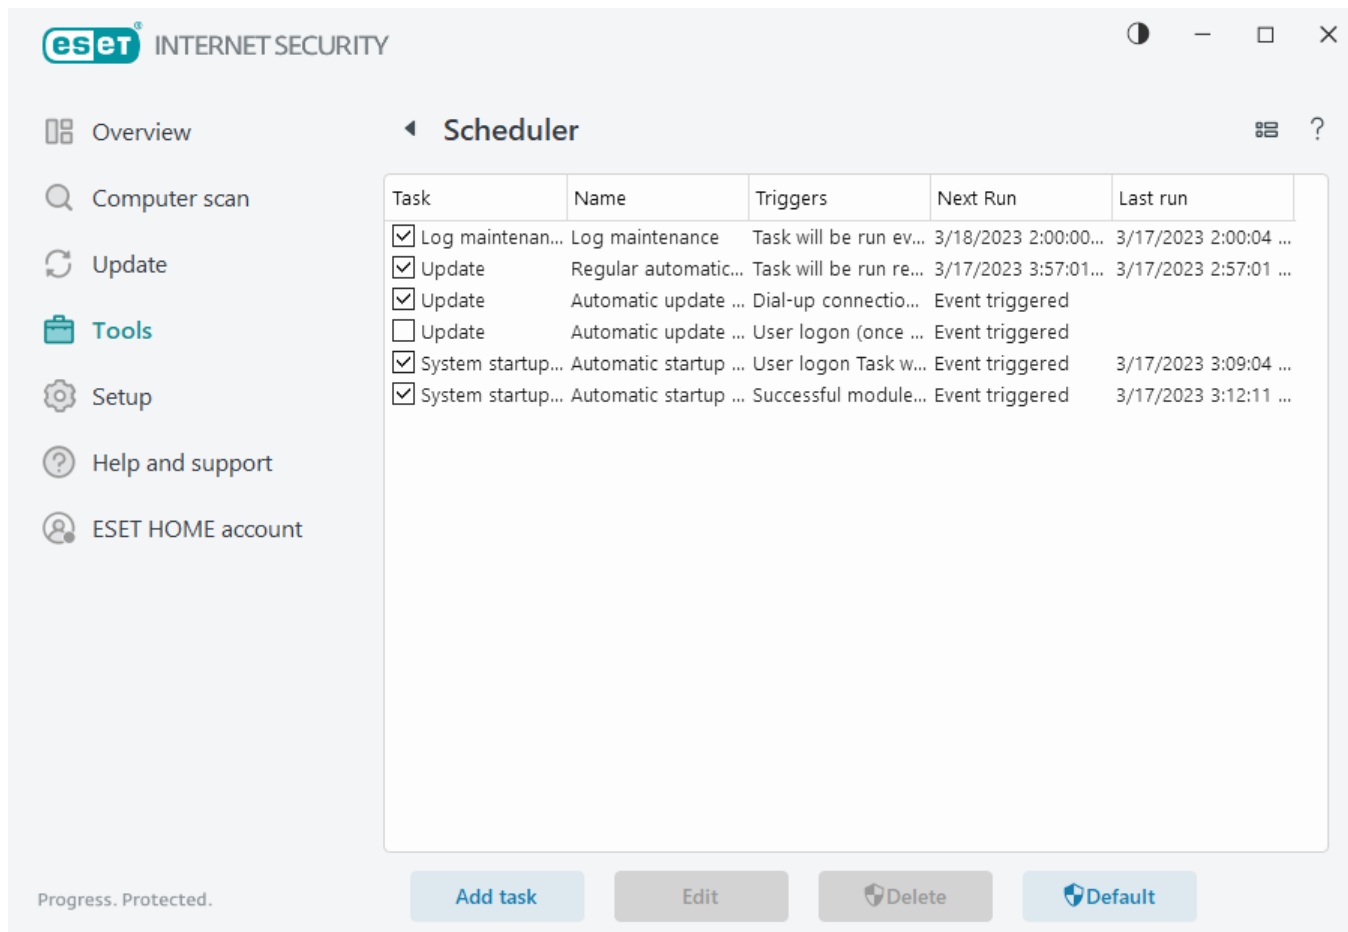 eset® INTERNET SECURITY
Overview
Computer scan
Update
Tools
Setup
Help and support
ESET HOME account
Progress. Protected.
Scheduler ?
Task Name Triggers Next Run Last run
Log maintenan... Log maintenance Task will be run ev... 3/18/2023 2:00:00... 3/17/2023 2:00:04 ...
Update Regular automatic... Task will be run re... 3/17/2023 3:57:01... 3/17/2023 2:57:01 ...
Update Automatic update ... Dial-up connectio... Event triggered
Update Automatic update ... User logon (once ... Event triggered
System startup... Automatic startup ... User logon Task w... Event triggered 3/17/2023 3:09:04 ...
System startup... Automatic startup ... Successful module... Event triggered 3/17/2023 3:12:11 ...
Add task Edit Delete Default